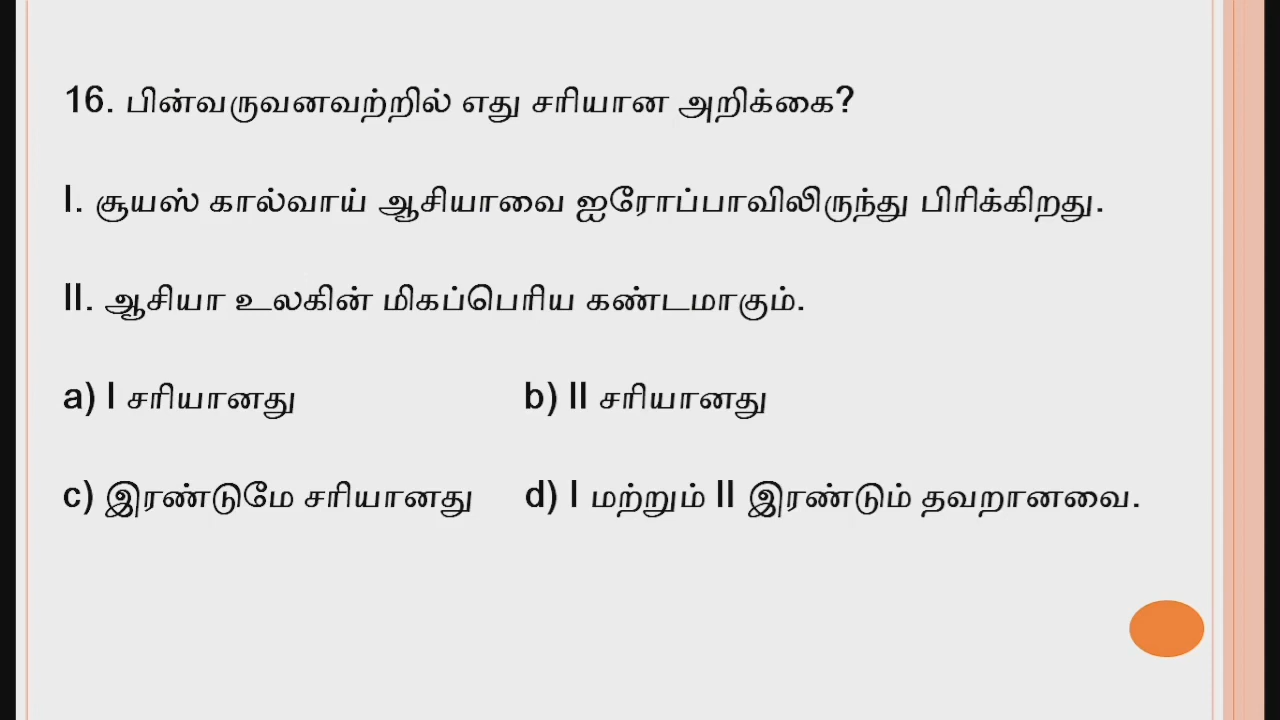 16. பின்வருவனவற்றில் எது சரியான அறிக்கை?
I. சூயஸ் கால்வாய் ஆசியாவை ஐரோப்பாவிலிருந்து பிரிக்கிறது.
II. ஆசியா உலகின் மிகப்பெரிய கண்டமாகும்.
a) I சரியானது b) II சரியானது
c) இரண்டுமே சரியானது d) I மற்றும் II இரண்டும் தவறானவை.